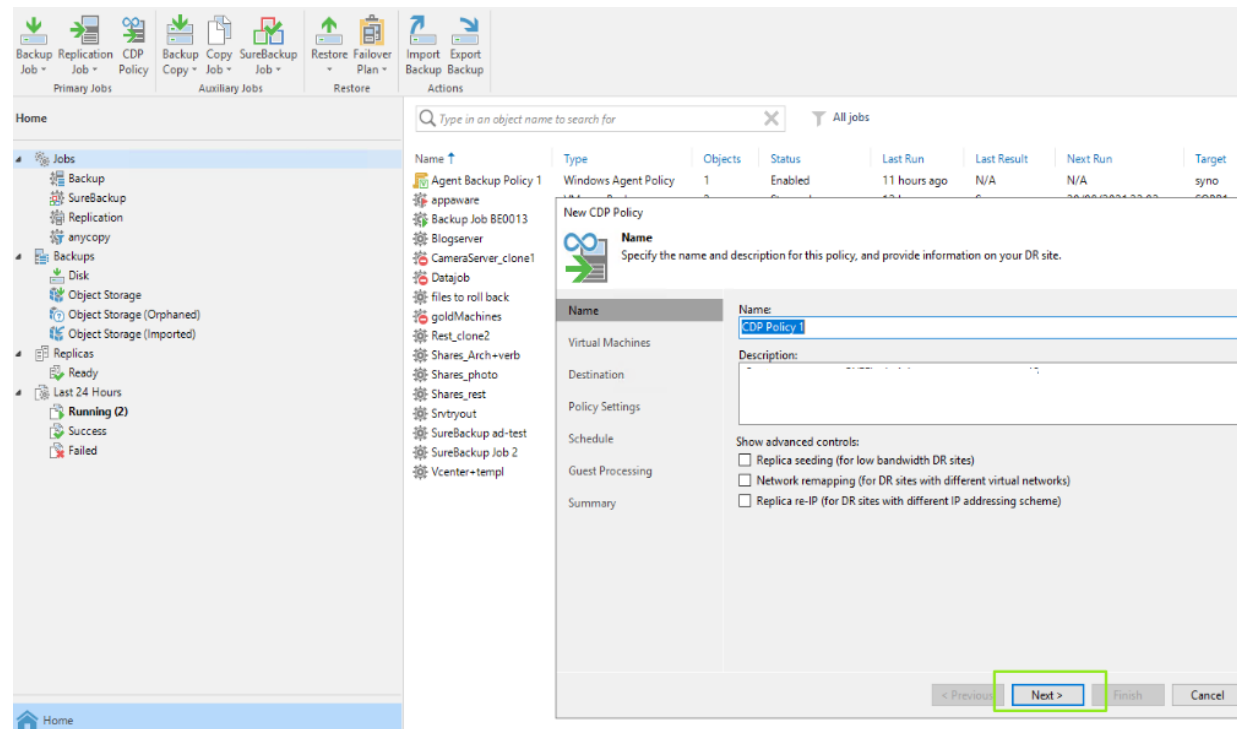 Backup Replication CDP Backup Copy SureBackup Restore Failover Import Export
Job Job Policy Copy Job Job Plan Backup Backup
Primary Jobs Auxiliary Jobs Restore Actions
Home
Type in an object name to search for
All jobs
Jobs
Backup
SureBackup
Replication
anycopy
Backups
Disk
Object Storage
Object Storage (Orphaned)
Object Storage (Imported)
Replicas
Ready
Last 24 Hours
Running (2)
Success
Failed
Home
Name Type Objects Status Last Run Last Result Next Run Target
Agent Backup Policy 1 Windows Agent Policy 1 Enabled 11 hours ago N/A N/A syno
appaware
Backup Job BE0013
Blogserver
CameraServer_clone1
Datajob
files to roll back
goldMachines
Rest_clone2
Shares_Arch+verb
Shares_photo
Shares_rest
Srvtryout
SureBackup ad-test
SureBackup Job 2
Vcenter+templ
New CDP Policy
Name
Specify the name and description for this policy, and provide information on your DR site.
Name
Virtual Machines
Destination
Policy Settings
Schedule
Guest Processing
Summary
Name:
CDP Policy 1
Description:
Show advanced controls:
Replica seeding (for low bandwidth DR sites)
Network remapping (for DR sites with different virtual networks)
Replica re-IP (for DR sites with different IP addressing scheme)
< Previous Next > Finish Cancel